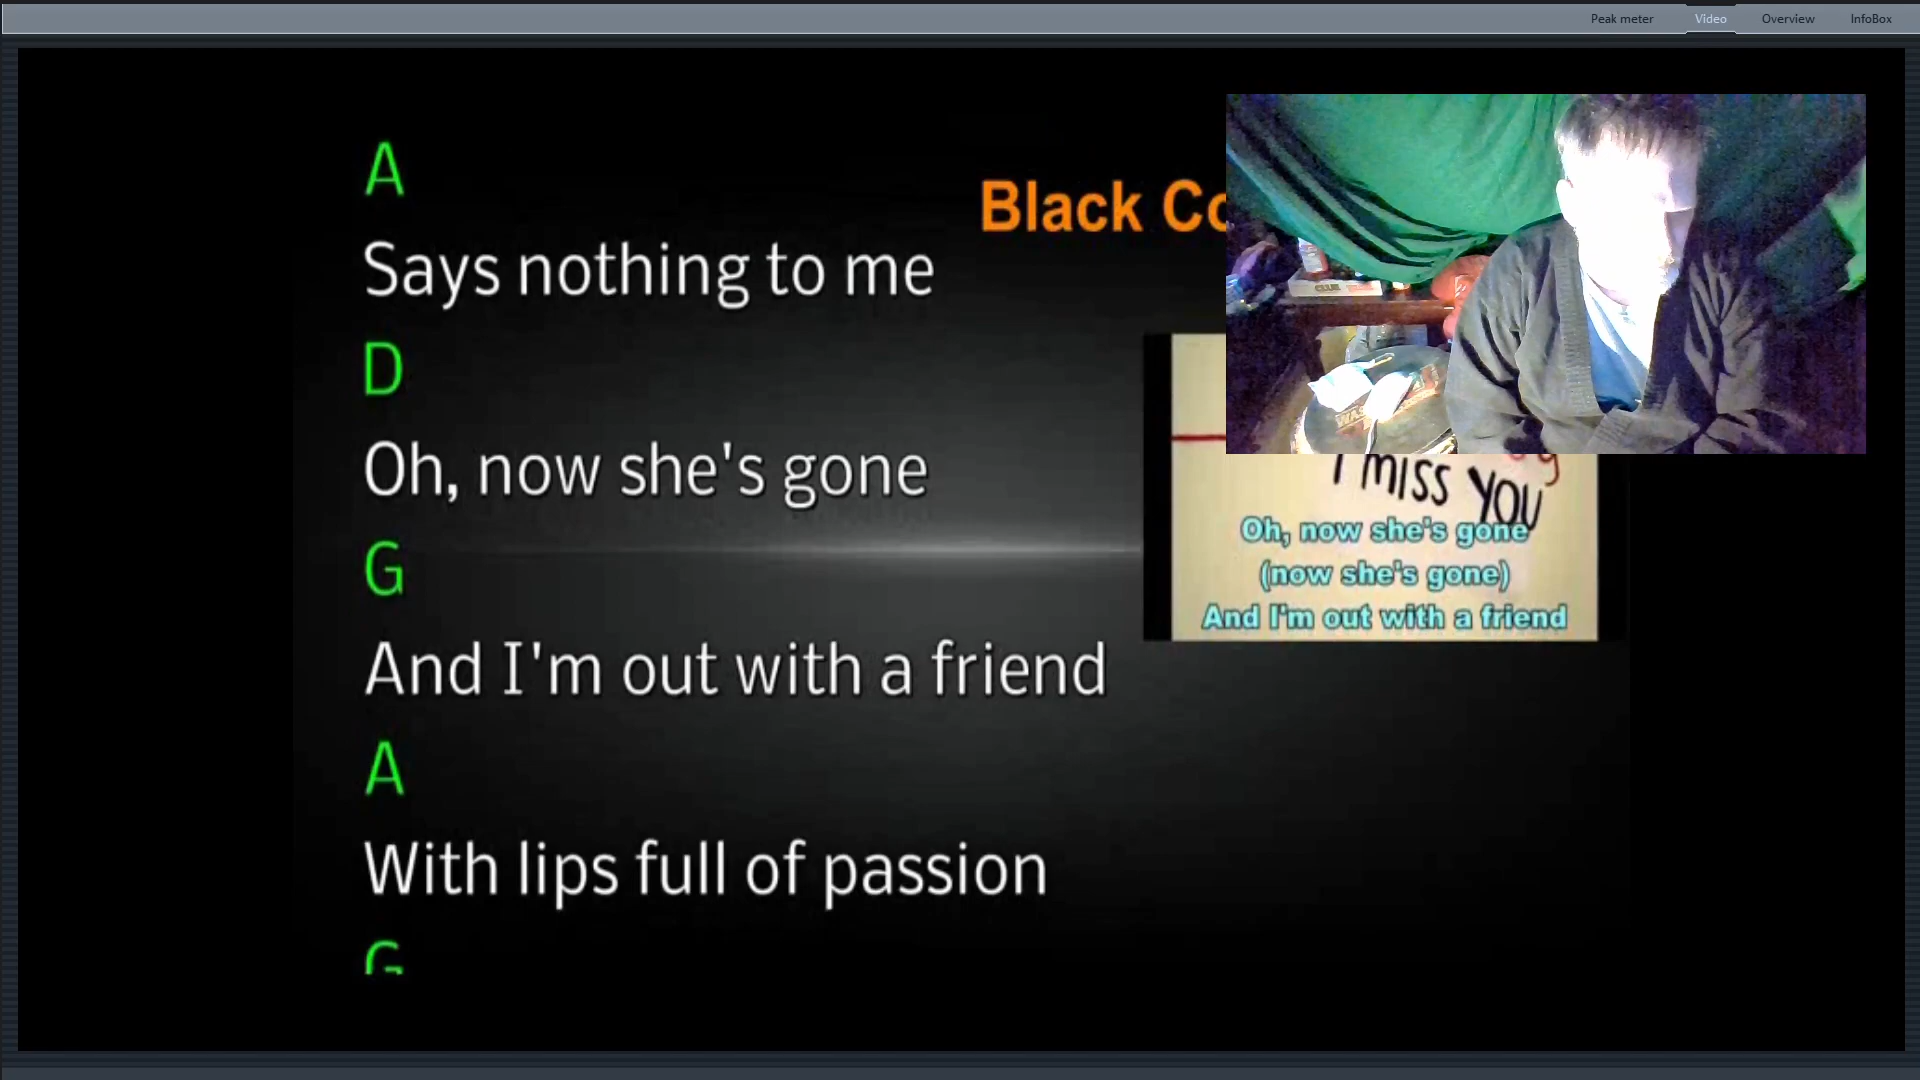 Peak meter Video Overview InfoBox
A
Says nothing to me
D
Oh, now she's gone
G
And I'm out with a friend
A
With lips full of passion
G
Black
CLUE
I MISS YOU
Oh, now she's gone
(now she's gone)
And I'm out with a friend